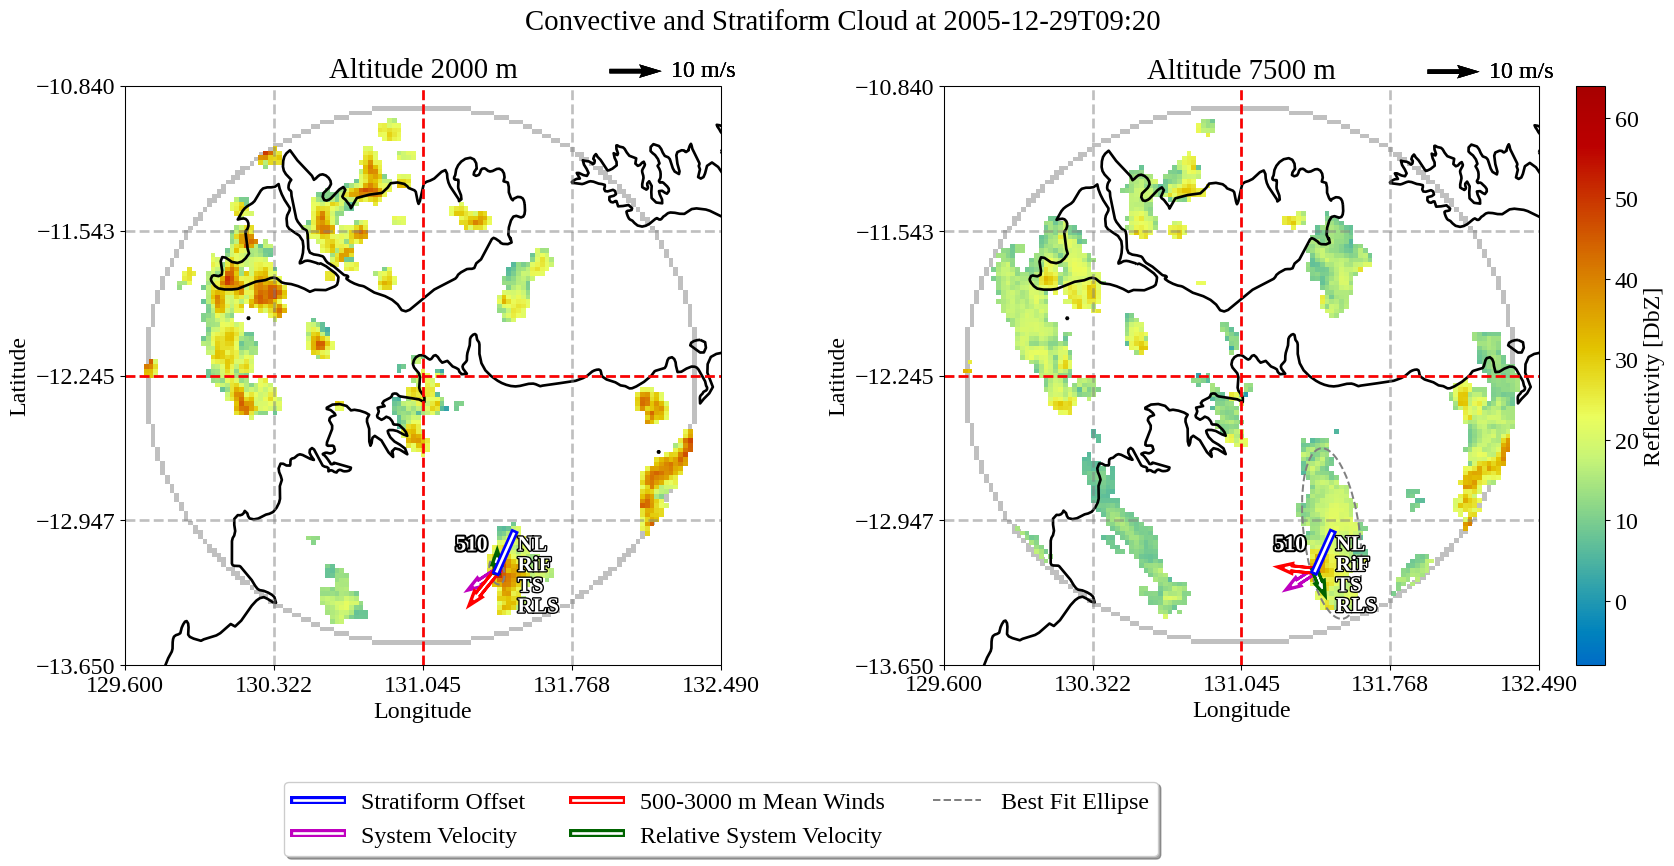 Convective and Stratiform Cloud at 2005-12-29T09:20
Altitude 2000 m
10 m/s
−10.840
−11.543
−12.245
−12.947
−13.650
Latitude
510
NL
RiF
TS
RLS
129.600
130.322
131.045
131.768
132.490
Longitude
Altitude 7500 m
10 m/s
−10.840
−11.543
−12.245
−12.947
−13.650
Latitude
510
NL
RiF
TS
RLS
129.600
130.322
131.045
131.768
132.490
Longitude
60
50
40
30
20
10
0
Reflectivity [DbZ]
Stratiform Offset
System Velocity
500-3000 m Mean Winds
Relative System Velocity
Best Fit Ellipse